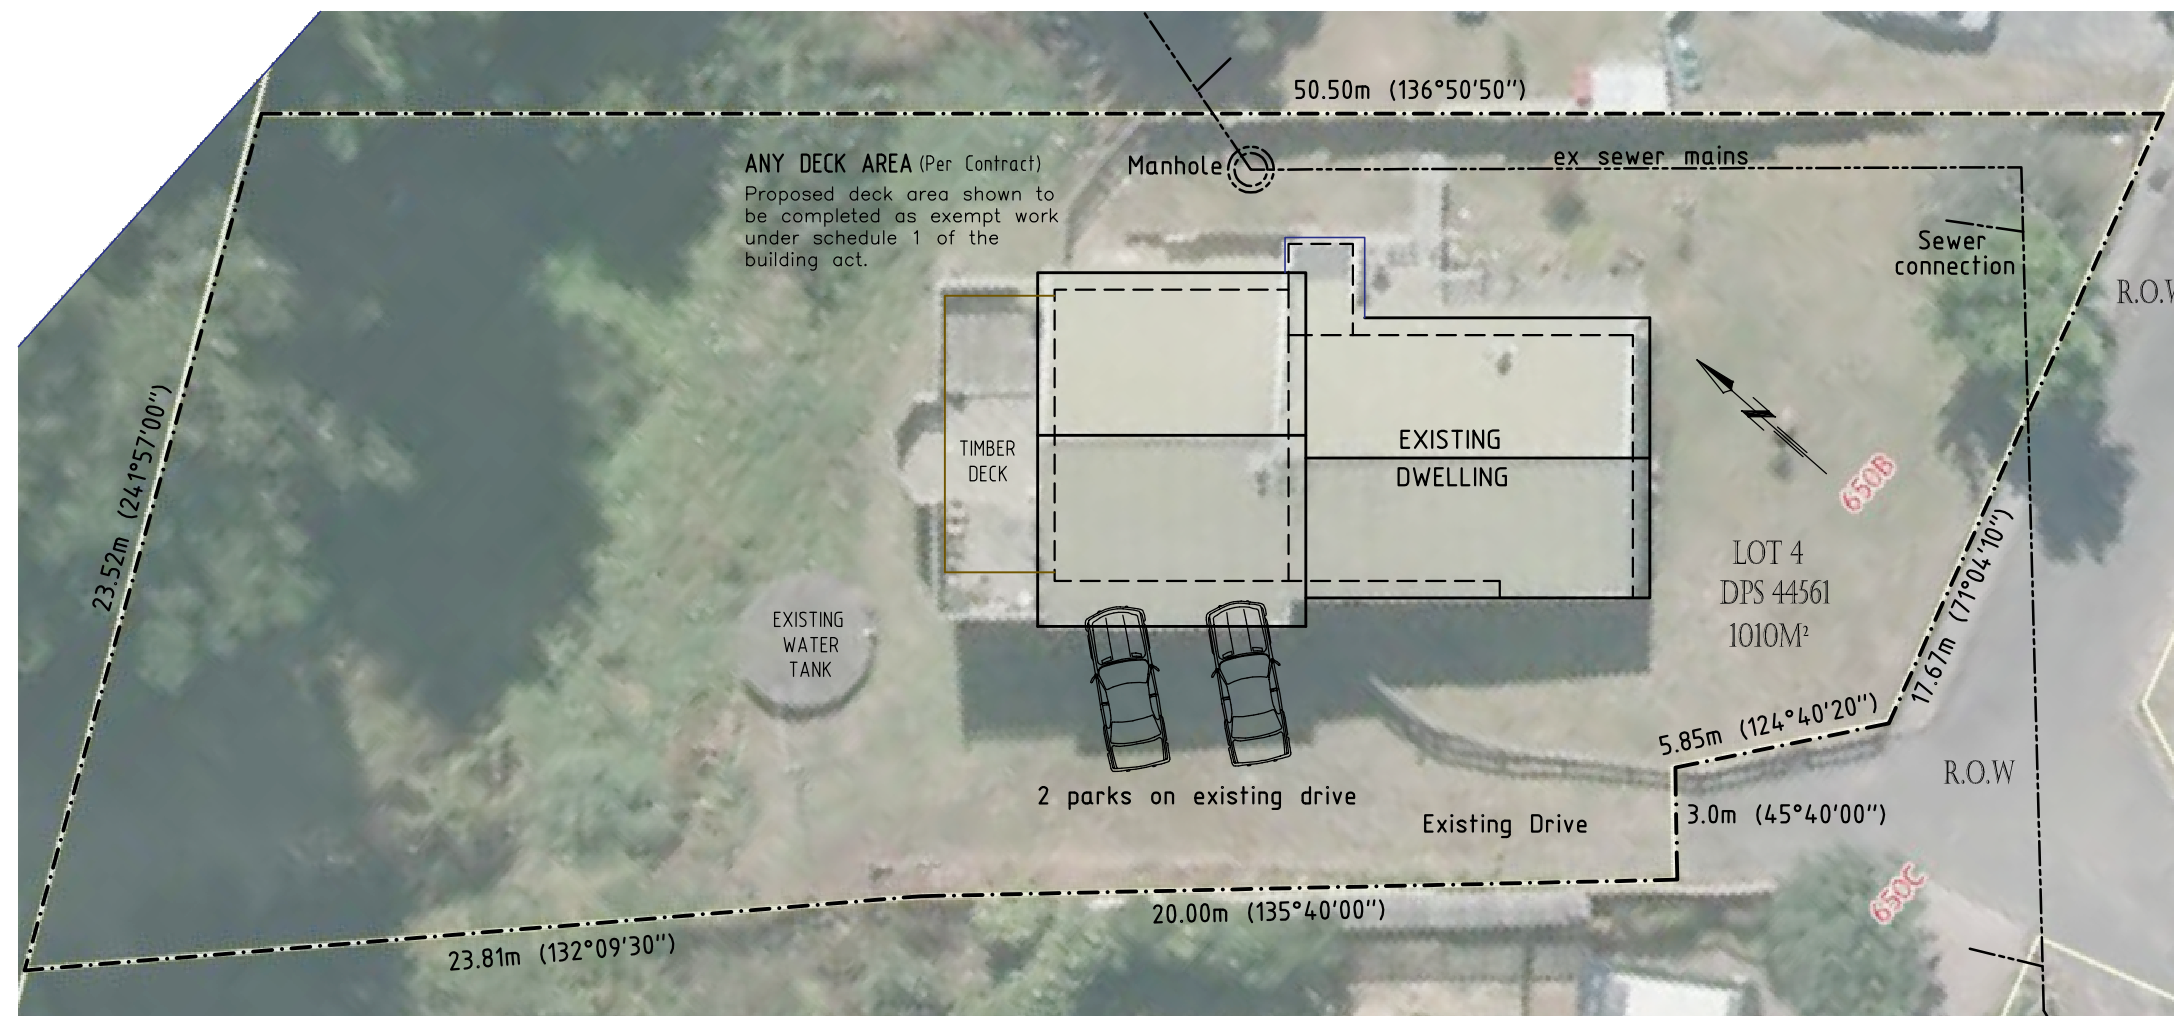 50.50m (136°50'50")
ANY DECK AREA (Per Contract)
Proposed deck area shown to
be completed as exempt work
under schedule 1 of the
building act.
Manhole
ex sewer mains
Sewer
connection
R.O.W
23.52m (241°57'00")
TIMBER
DECK
EXISTING
DWELLING
650B
LOT 4
DPS 44561
1010M²
17.67m (71°04'10")
EXISTING
WATER
TANK
5.85m (124°40'20")
R.O.W
2 parks on existing drive
3.0m (45°40'00")
Existing Drive
650C
20.00m (135°40'00")
23.81m (132°09'30")